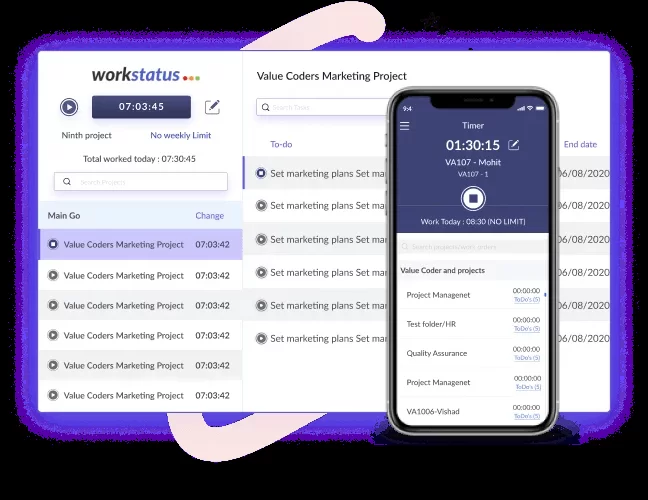 workstatus
07:03:45
Ninth project No weekly Limit
Total worked today : 07:30:45
Search Projects
Main Go Change
Value Coders Marketing Project 07:03:42
Value Coders Marketing Project 07:03:42
Value Coders Marketing Project 07:03:42
Value Coders Marketing Project 07:03:42
Value Coders Marketing Project 07:03:42
Value Coders Marketing Project 07:03:42
Value Coders Marketing Project
Search Todo
To-do End date
Set marketing plans Set ma 06/08/2020
Set marketing plans Set ma 06/08/2020
Set marketing plans Set mar 06/08/2020
Set marketing plans Set mar 06/08/2020
Set marketing plans Set mar 06/08/2020
Set marketing plans Set mar 06/08/2020
9:4
Timer
01:30:15
VA107 - Mohit
VA107 - 1
Work Today : 08:30 (NO LIMIT)
Search projects/work orders
Value Coder and projects
Project Managenet 00:00:00
ToDo's (5)
Test folder/HR 00:00:00
ToDo's (5)
Quality Assurance 00:00:00
ToDo's (5)
Project Managenet 00:00:00
ToDo's (5)
VA1006-Vishad 00:00:00
ToDo's (5)